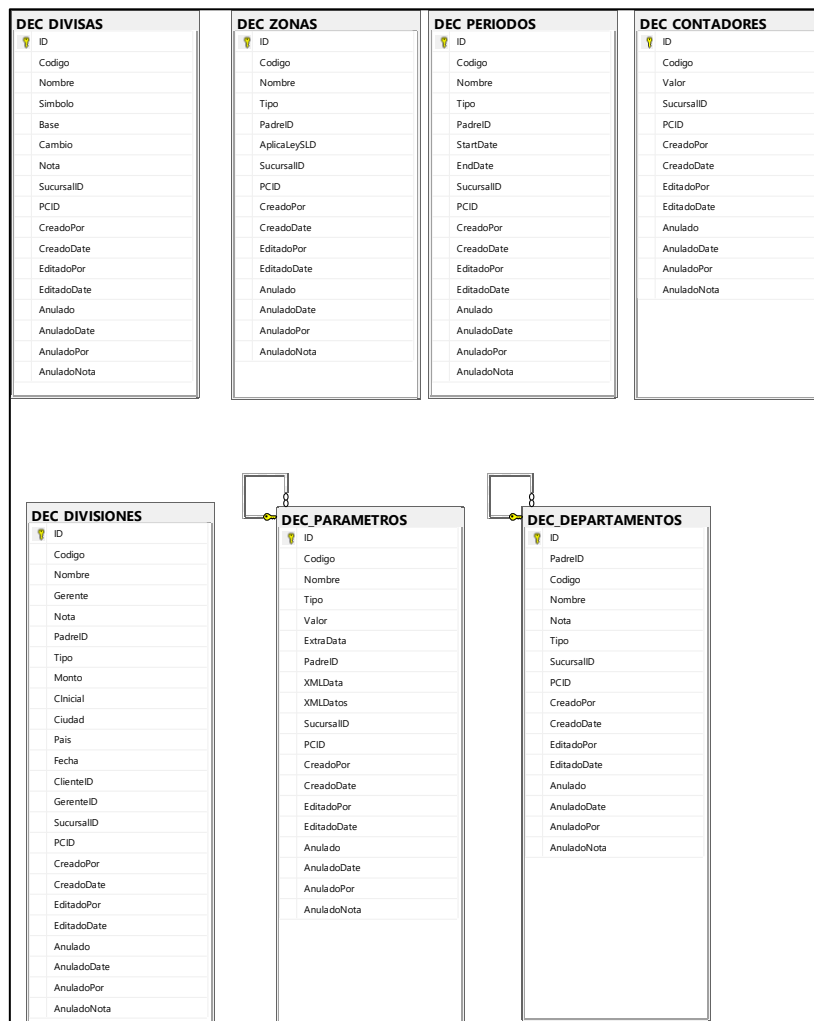 DEC DIVISAS
ID
Codigo
Nombre
Simbolo
Base
Cambio
Nota
SucursalID
PCID
CreadoPor
CreadoDate
EditadoPor
EditadoDate
Anulado
AnuladoDate
AnuladoPor
AnuladoNota
DEC ZONAS
ID
Codigo
Nombre
Tipo
PadreID
AplicaLeySLD
SucursalID
PCID
CreadoPor
CreadoDate
EditadoPor
EditadoDate
Anulado
AnuladoDate
AnuladoPor
AnuladoNota
DEC PERIODOS
ID
Codigo
Nombre
Tipo
PadreID
StartDate
EndDate
SucursalID
PCID
CreadoPor
CreadoDate
EditadoPor
EditadoDate
Anulado
AnuladoDate
AnuladoPor
AnuladoNota
DEC CONTADORES
ID
Codigo
Valor
SucursalID
PCID
CreadoPor
CreadoDate
EditadoPor
EditadoDate
Anulado
AnuladoDate
AnuladoPor
AnuladoNota
DEC DIVISIONES
ID
Codigo
Nombre
Gerente
Nota
PadreID
Tipo
Monto
CInicial
Ciudad
Pais
Fecha
ClienteID
GerenteID
SucursalID
PCID
CreadoPor
CreadoDate
EditadoPor
EditadoDate
Anulado
AnuladoDate
AnuladoPor
AnuladoNota
DEC_PARAMETROS
ID
Codigo
Nombre
Tipo
Valor
ExtraData
PadreID
XMLData
XMLDatos
SucursalID
PCID
CreadoPor
CreadoDate
EditadoPor
EditadoDate
Anulado
AnuladoDate
AnuladoPor
AnuladoNota
DEC_DEPARTAMENTOS
ID
PadreID
Codigo
Nombre
Nota
Tipo
SucursalID
PCID
CreadoPor
CreadoDate
EditadoPor
EditadoDate
Anulado
AnuladoDate
AnuladoPor
AnuladoNota